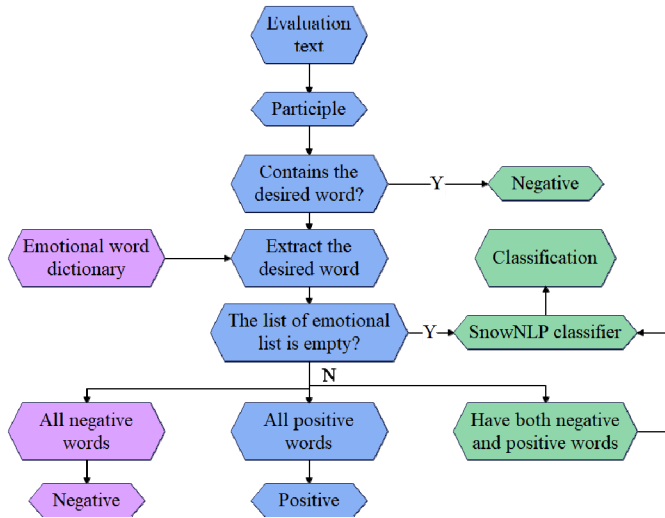 Evaluation
text
Participle
Contains the
desired word?
Y
Negative
Emotional word
dictionary
Extract the
desired word
Classification
The list of emotional
list is empty?
Y
SnowNLP classifier
N
All negative
words
All positive
words
Have both negative
and positive words
Negative
Positive